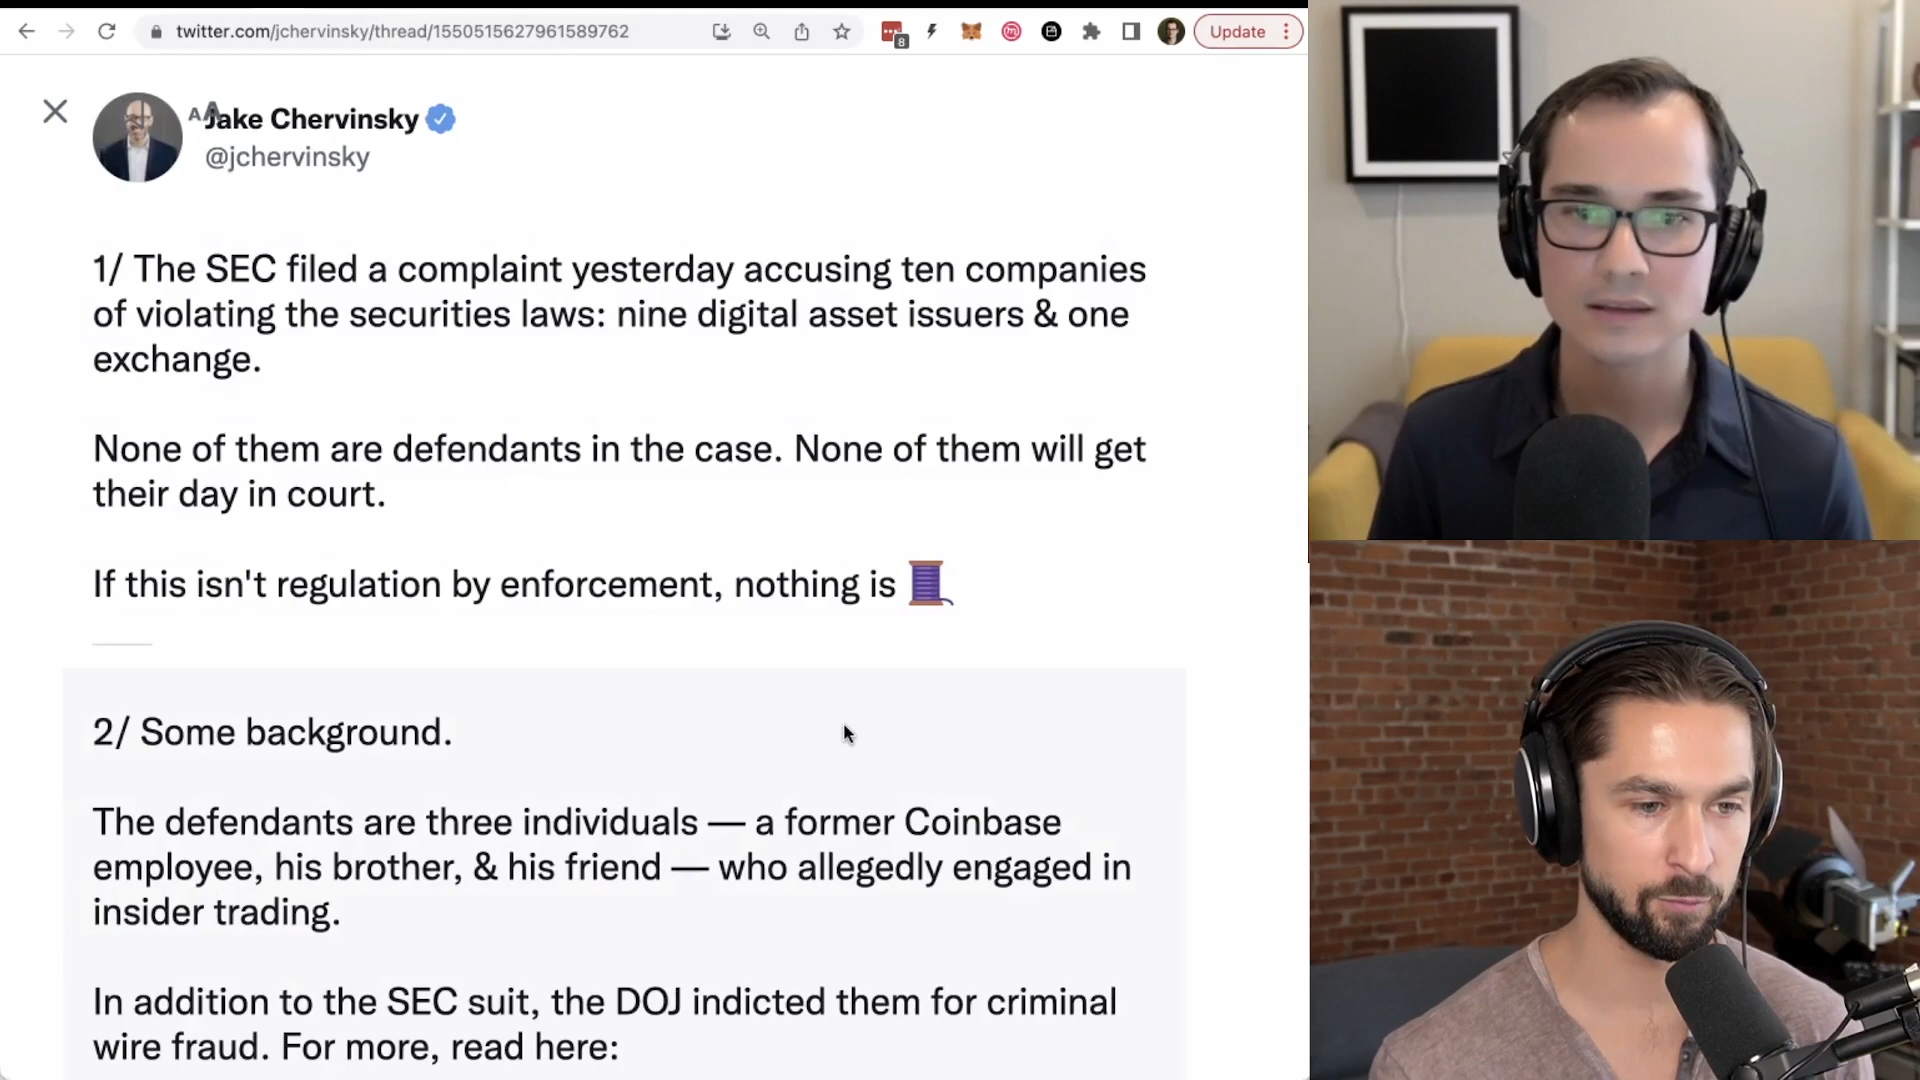 twitter.com/jchervinsky/thread/1550515627961589762
8
Update
AA
Jake Chervinsky
@jchervinsky
1/ The SEC filed a complaint yesterday accusing ten companies
of violating the securities laws: nine digital asset issuers & one
exchange.
None of them are defendants in the case. None of them will get
their day in court.
If this isn't regulation by enforcement, nothing is
2/ Some background.
The defendants are three individuals — a former Coinbase
employee, his brother, & his friend — who allegedly engaged in
insider trading.
In addition to the SEC suit, the DOJ indicted them for criminal
wire fraud. For more, read here: